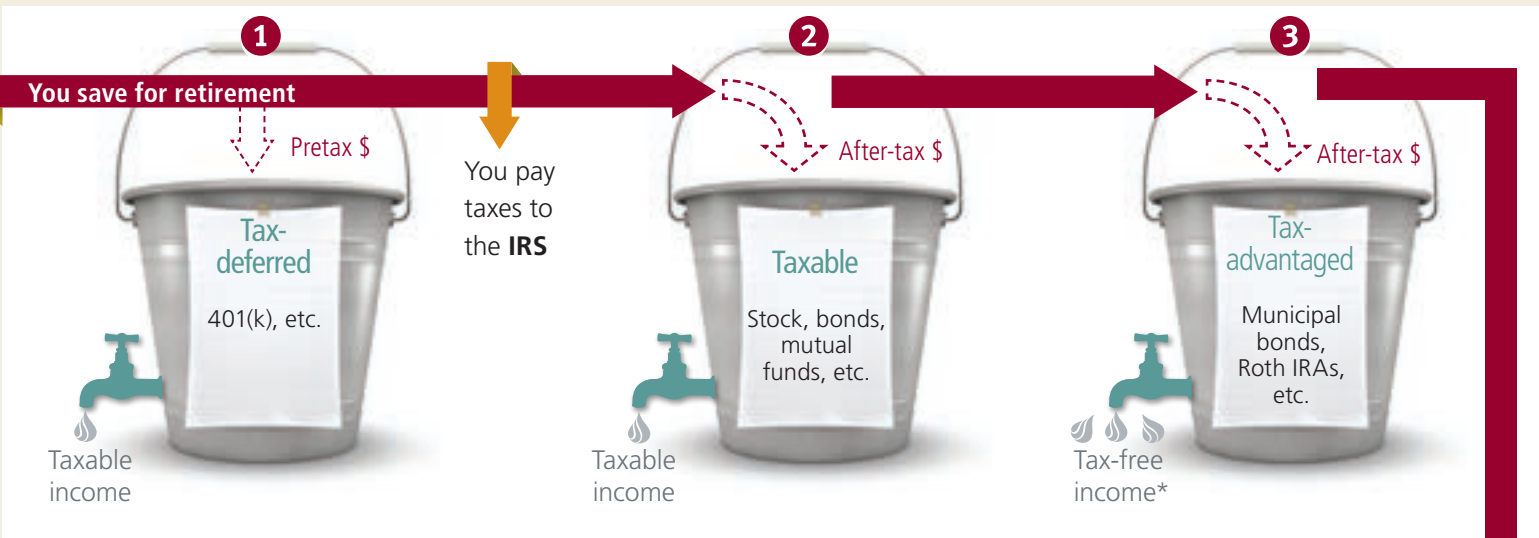 1
2
3
You save for retirement
Pretax $
You pay
taxes to
the IRS
After-tax $
After-tax $
Tax-
deferred
401(k), etc.
Taxable
income
Taxable
Stock, bonds,
mutual
funds, etc.
Taxable
income
Tax-
advantaged
Municipal
bonds,
Roth IRAs,
etc.
Tax-free
income*